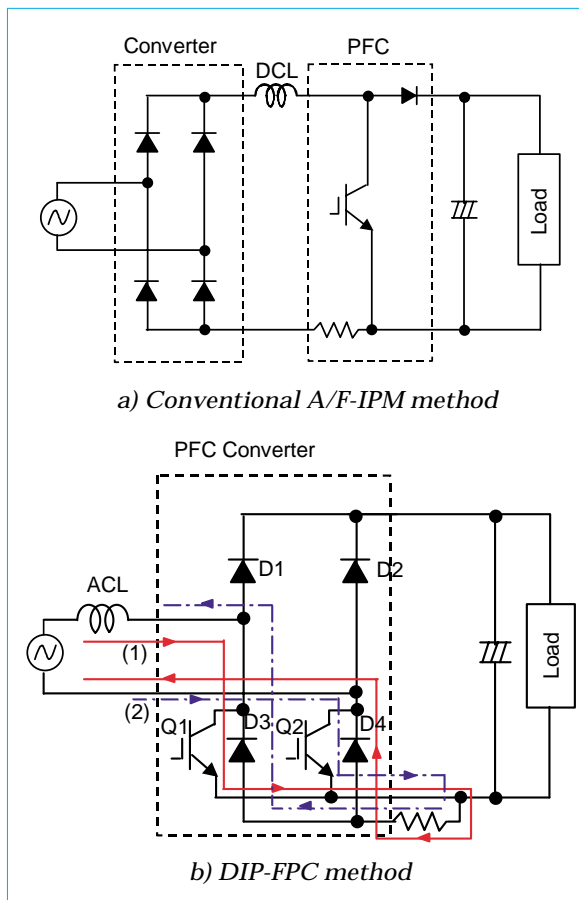 Converter
PFC
DCL
Load
a) Conventional A/F-IPM method
PFC Converter
D1
D2
ACL
(1)
Load
(2)
Q1
D3
Q2
D4
b) DIP-FPC method